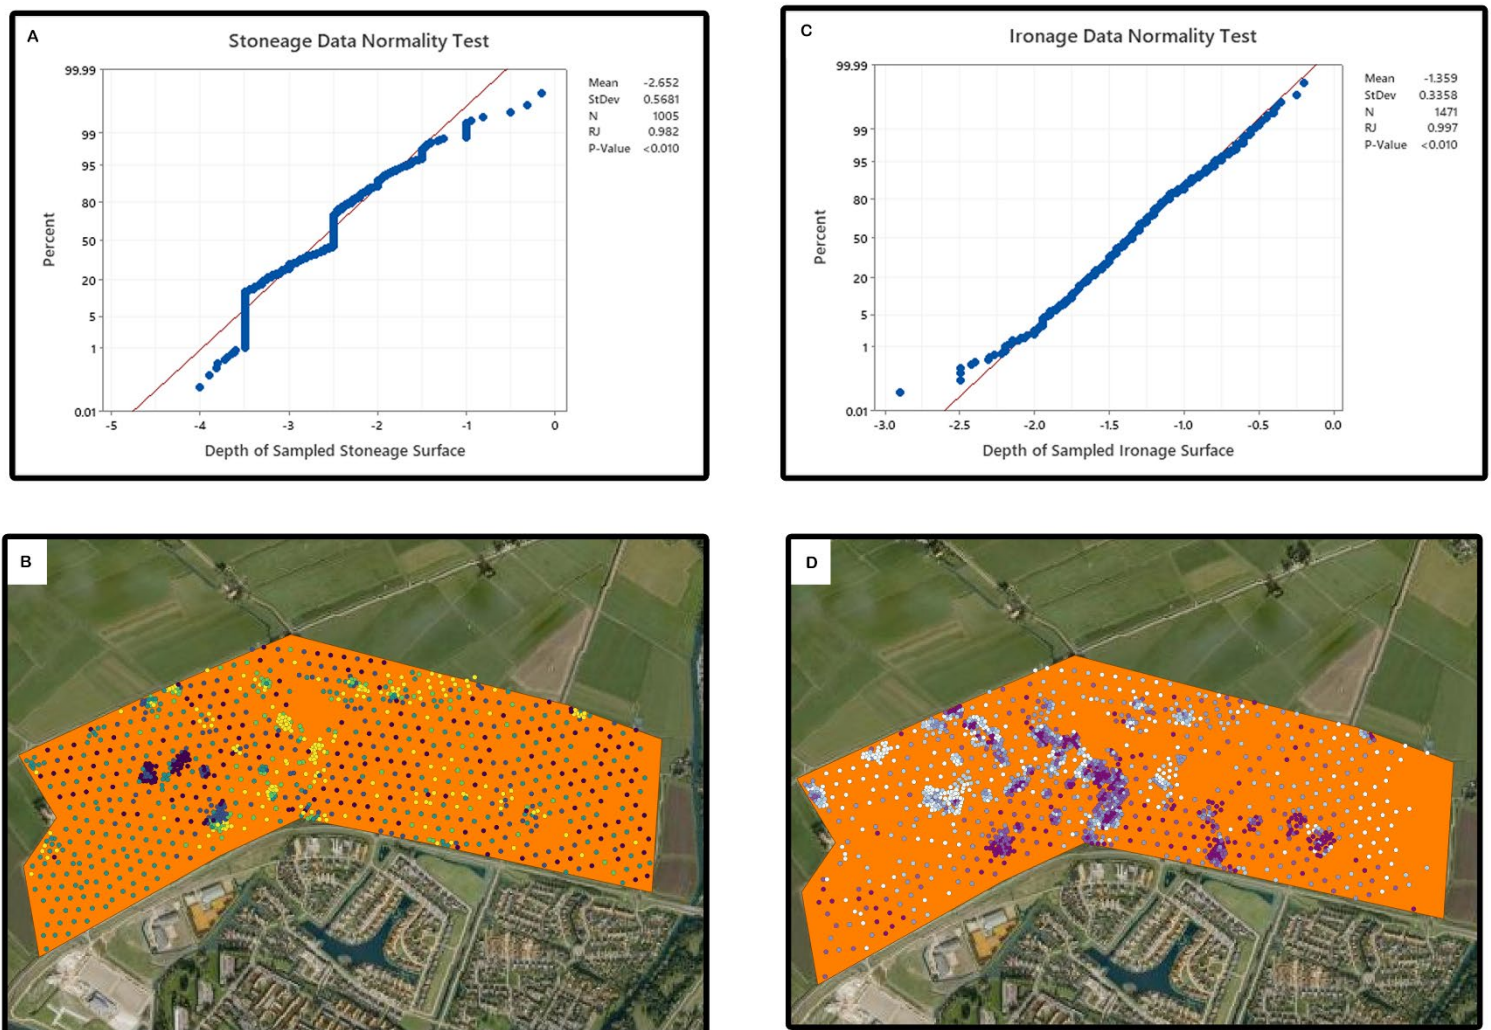 A
Stoneage Data Normality Test
99.99
99
95
80
50
20
5
1
0.01
Percent
-5 -4 -3 -2 -1 0
Depth of Sampled Stoneage Surface
Mean -2.652
StDev 0.5681
N 1005
RJ 0.982
P-Value <0.010
C
Ironage Data Normality Test
99.99
99
95
80
50
20
5
1
0.01
Percent
-3.0 -2.5 -2.0 -1.5 -1.0 -0.5 0.0
Depth of Sampled Ironage Surface
Mean -1.359
StDev 0.3358
N 1471
RJ 0.997
P-Value <0.010
B
D